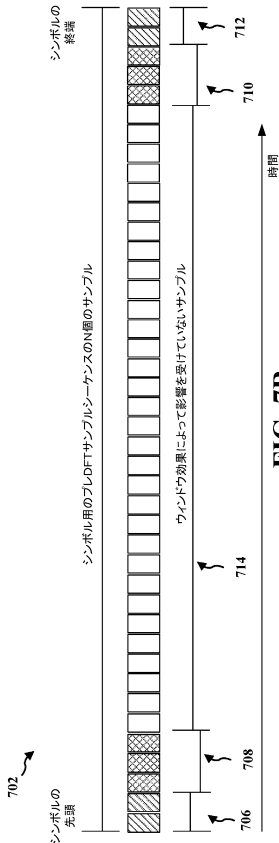 702
シンボルの
先頭
シンボルの
終端
シンボル用のプレDFTサンプルシーケンスのN個のサンプル
ウィンドウ効果によって影響を受けていないサンプル
706
708
714
710
712
時間